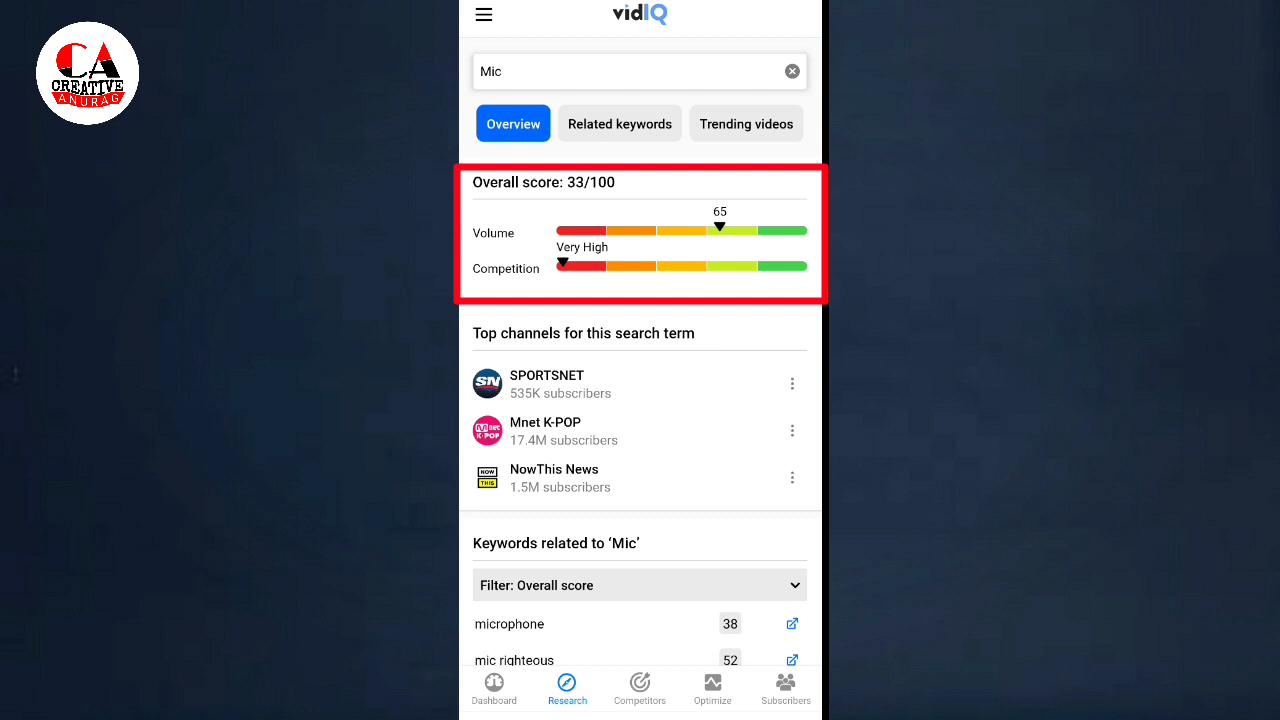 CA
CREATIVE
ANURAG
vidIQ
Mic
Overview
Related keywords
Trending videos
Overall score: 33/100
65
Volume
Very High
Competition
Top channels for this search term
SN
SPORTSNET
535K subscribers
Mnet
K-POP
Mnet K-POP
17.4M subscribers
NOW
THIS
NowThis News
1.5M subscribers
Keywords related to ‘Mic’
Filter: Overall score
microphone 38
mic righteous 52
Dashboard
Research
Competitors
Optimize
Subscribers